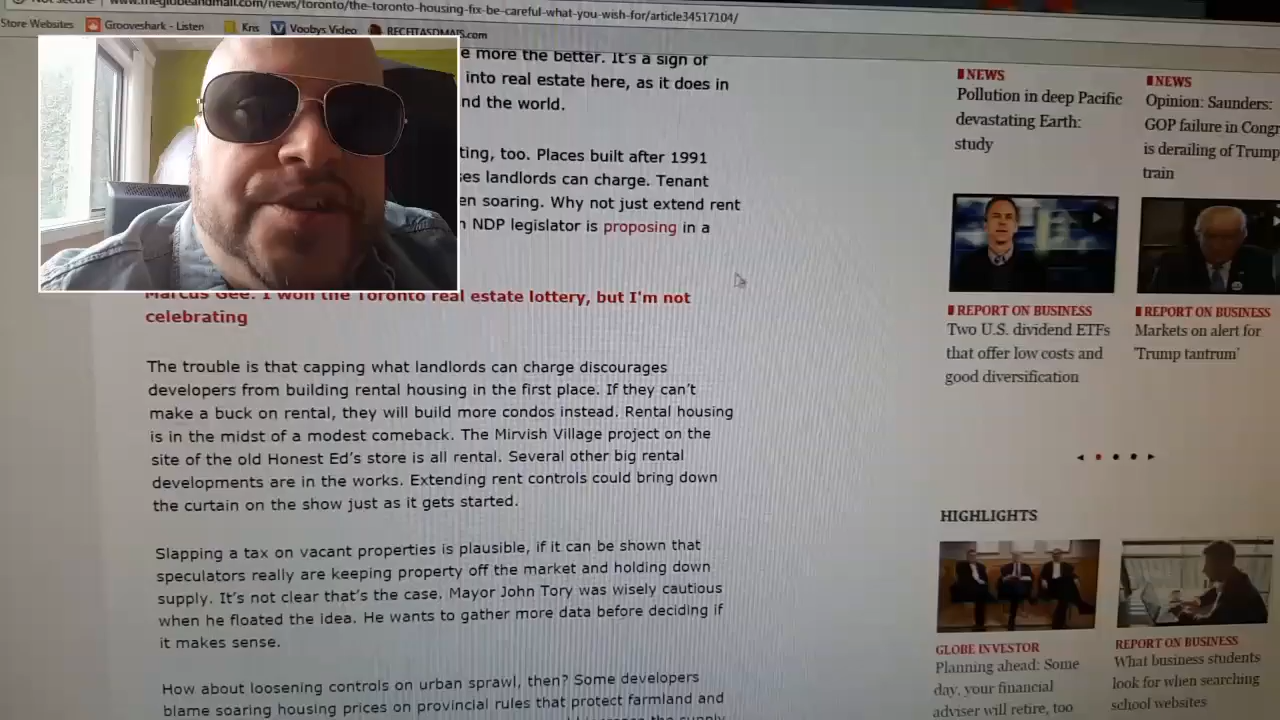 www.theglobeandmail.com/news/toronto/the-toronto-housing-fix-be-careful-what-you-wish-for/article34517104/
Store Websites
Grooveshark - Listen
Kris
Voobys Video
e more the better. It's a sign of
into real estate here, as it does in
nd the world.
ting, too. Places built after 1991
es landlords can charge. Tenant
en soaring. Why not just extend rent
NDP legislator is proposing in a
Marcus Gee: I won the Toronto real estate lottery, but I'm not
celebrating
The trouble is that capping what landlords can charge discourages
developers from building rental housing in the first place. If they can't
make a buck on rental, they will build more condos instead. Rental housing
is in the midst of a modest comeback. The Mirvish Village project on the
site of the old Honest Ed's store is all rental. Several other big rental
developments are in the works. Extending rent controls could bring down
the curtain on the show just as it gets started.
Slapping a tax on vacant properties is plausible, if it can be shown that
speculators really are keeping property off the market and holding down
supply. It's not clear that's the case. Mayor John Tory was wisely cautious
when he floated the idea. He wants to gather more data before deciding if
it makes sense.
How about loosening controls on urban sprawl, then? Some developers
blame soaring housing prices on provincial rules that protect farmland and
NEWS
Pollution in deep Pacific
devastating Earth:
study
NEWS
Opinion: Saunders:
GOP failure in Congr
is derailing of Trump
train
REPORT ON BUSINESS
Two U.S. dividend ETFs
that offer low costs and
good diversification
REPORT ON BUSINESS
Markets on alert for
'Trump tantrum'
HIGHLIGHTS
GLOBE INVESTOR
Planning ahead: Some
day, your financial
adviser will retire, too
REPORT ON BUSINESS
What business students
look for when searching
school websites